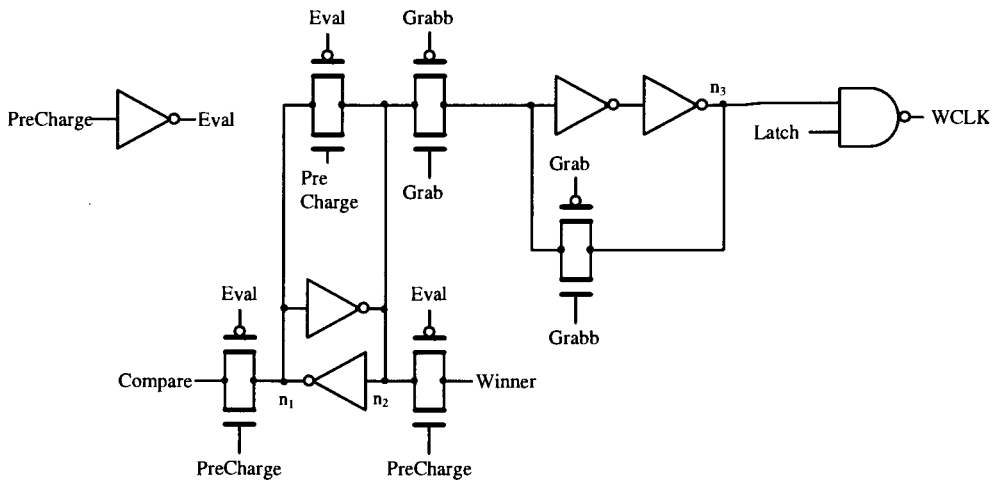 Eval
Grabb
PreCharge
Eval
n3
Latch
WCLK
Pre
Charge
Grab
Grab
Grabb
Eval
Eval
Compare
n1
n2
Winner
PreCharge
PreCharge